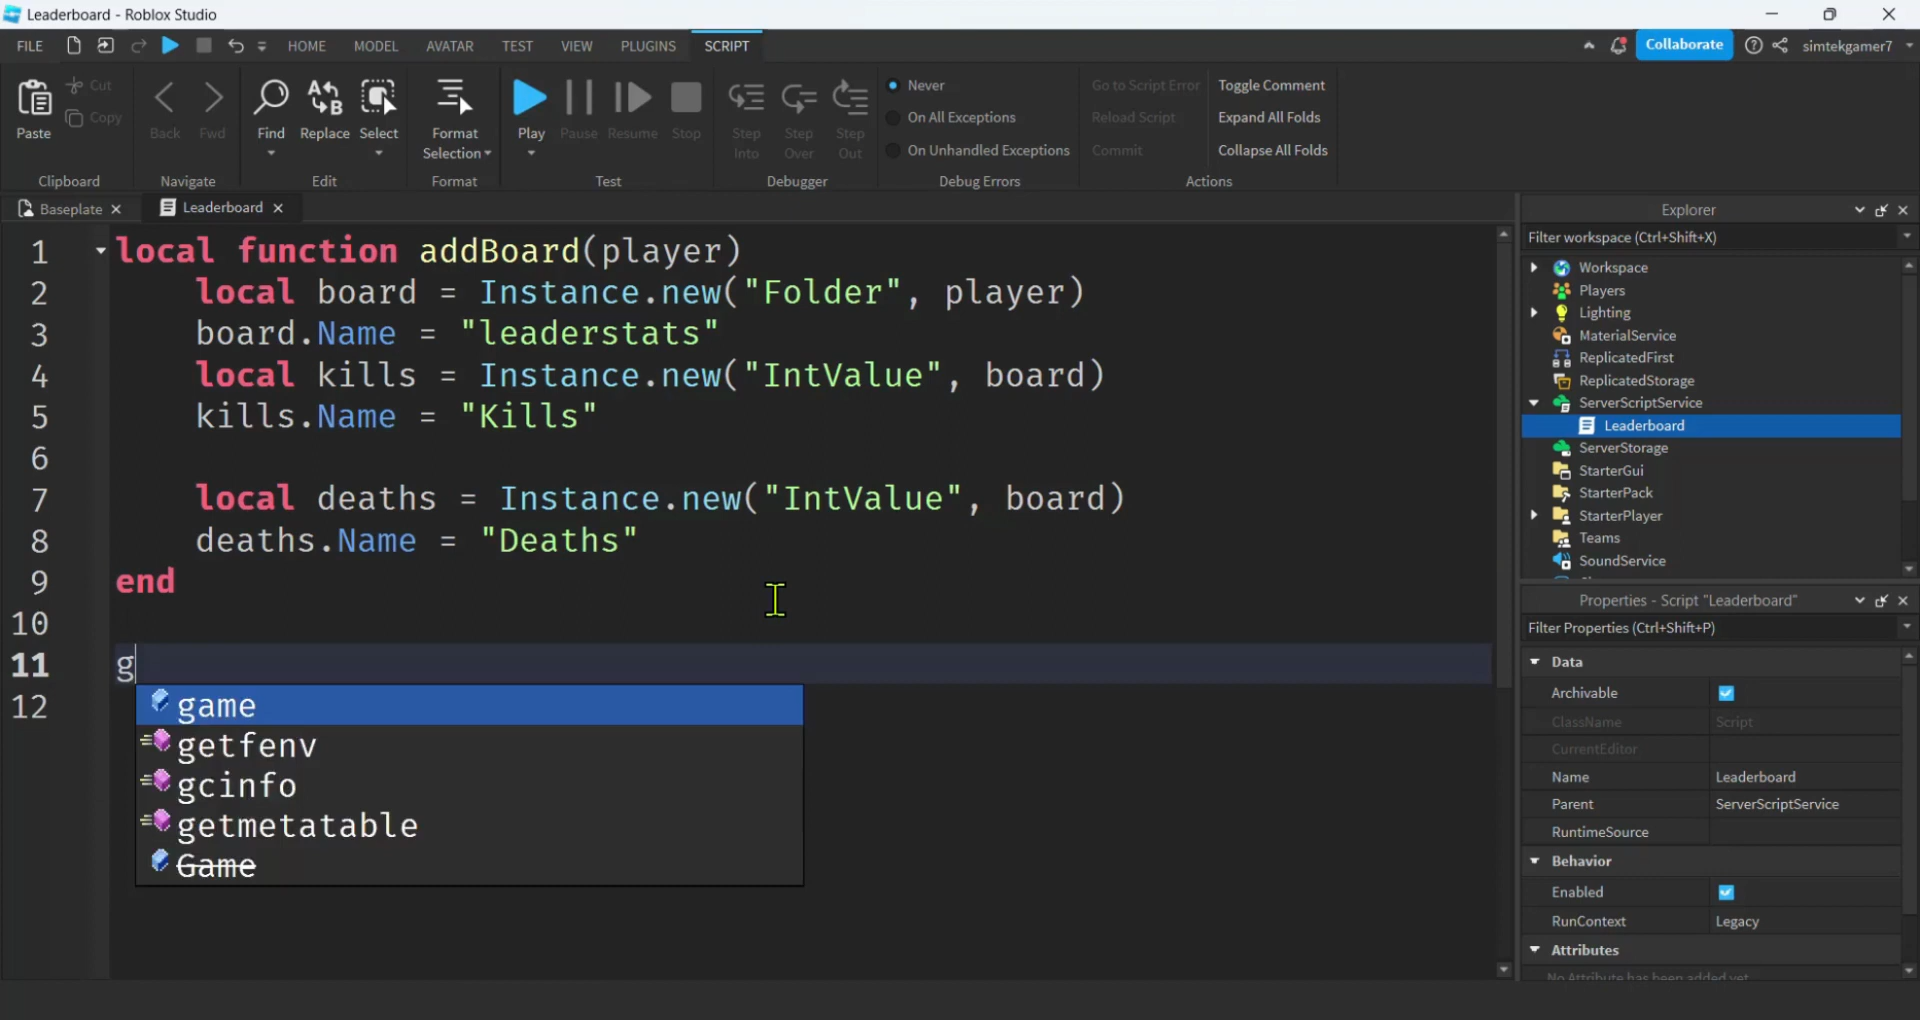 Leaderboard - Roblox Studio
FILE HOME MODEL AVATAR TEST VIEW PLUGINS SCRIPT Collaborate simtekgamer7
Paste Cut Copy
Clipboard
Back Fwd
Navigate
Find Replace Select
Edit
Format Selection
Format
Play Pause Resume Stop
Test
Step Into Step Over Step Out
Debugger
Never
On All Exceptions
On Unhandled Exceptions
Debug Errors
Go to Script Error Toggle Comment
Reload Script Expand All Folds
Commit Collapse All Folds
Actions
Baseplate Leaderboard
1 local function addBoard(player)
2 local board = Instance.new("Folder", player)
3 board.Name = "leaderstats"
4 local kills = Instance.new("IntValue", board)
5 kills.Name = "Kills"
6
7 local deaths = Instance.new("IntValue", board)
8 deaths.Name = "Deaths"
9 end
10
11 g
12
game
getfenv
gcinfo
getmetatable
Game
Explorer
Filter workspace (Ctrl+Shift+X)
Workspace
Players
Lighting
MaterialService
ReplicatedFirst
ReplicatedStorage
ServerScriptService
Leaderboard
ServerStorage
StarterGui
StarterPack
StarterPlayer
Teams
SoundService
Properties - Script "Leaderboard"
Filter Properties (Ctrl+Shift+P)
Data
Archivable
ClassName Script
CurrentEditor
Name Leaderboard
Parent ServerScriptService
RuntimeSource
Behavior
Enabled
RunContext Legacy
Attributes
No Attribute has been added yet